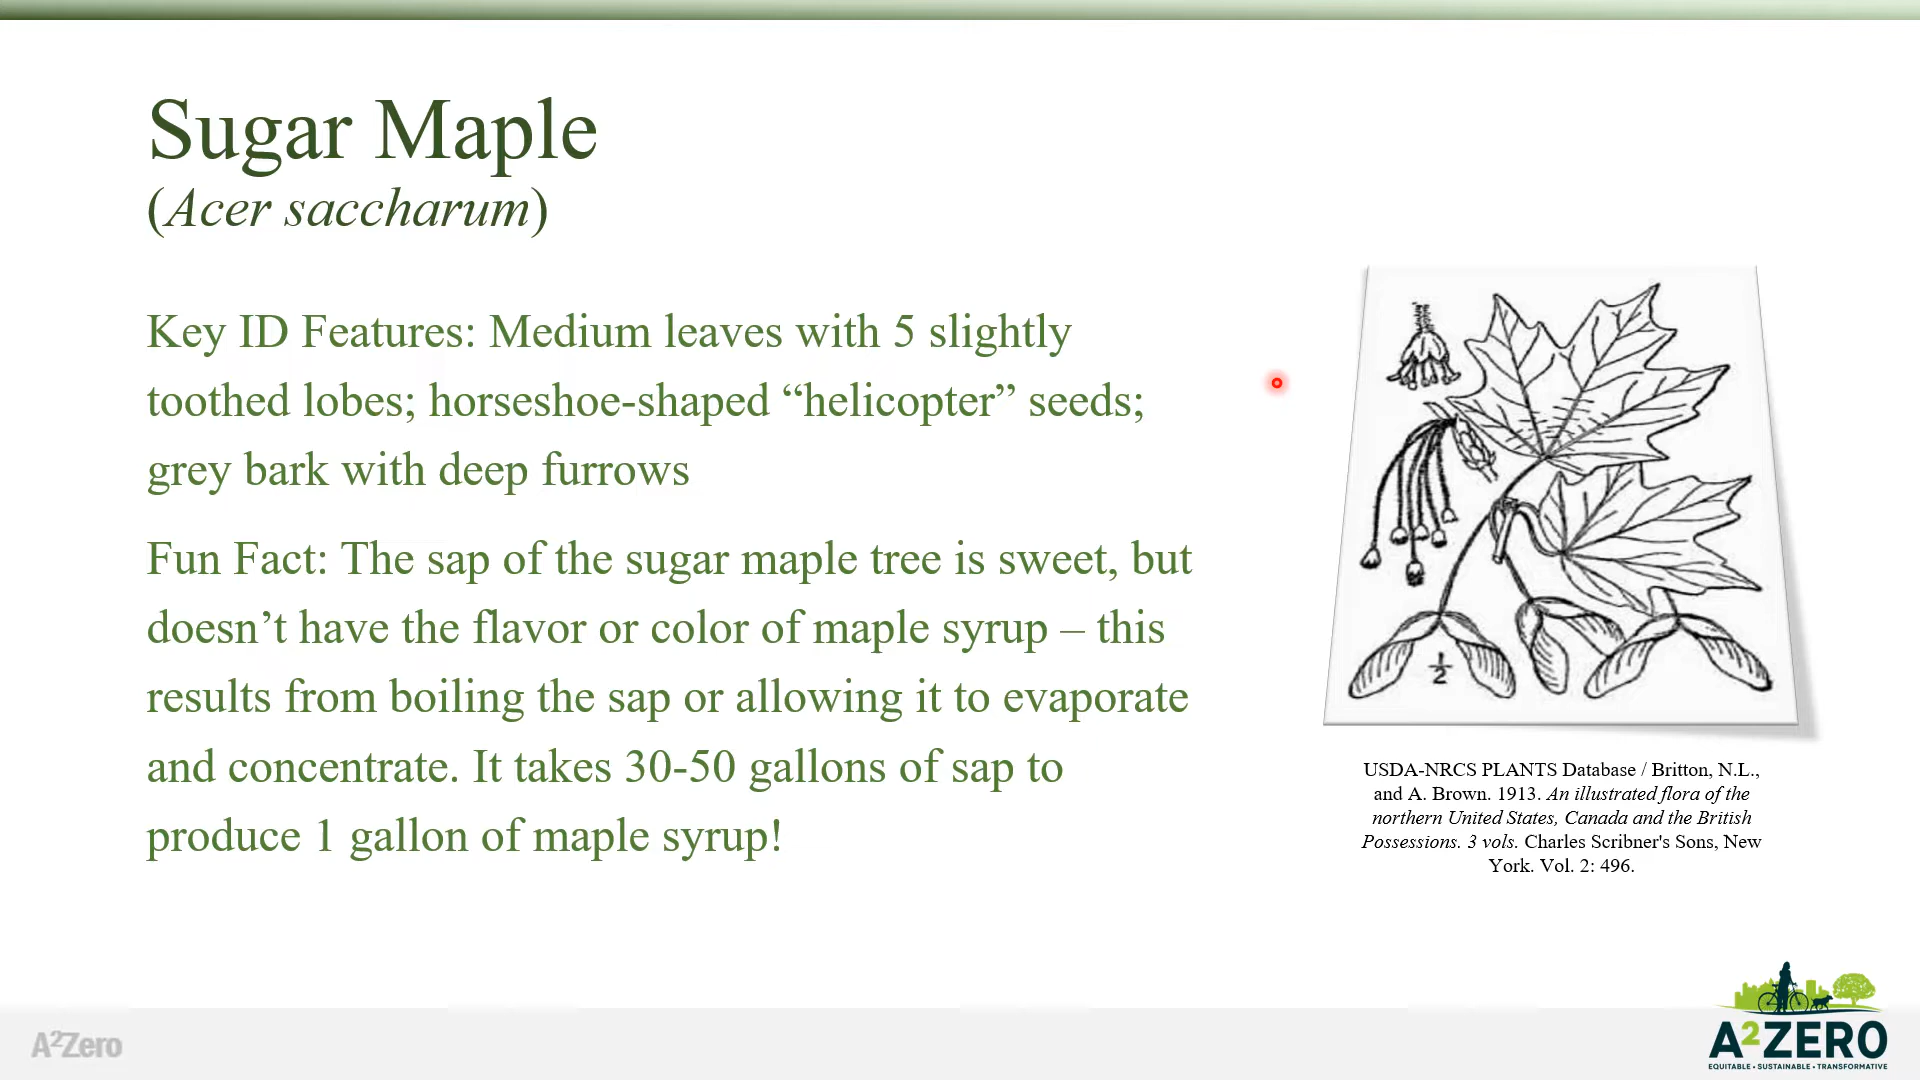 Sugar Maple
(Acer saccharum)
Key ID Features: Medium leaves with 5 slightly
toothed lobes; horseshoe-shaped “helicopter” seeds;
grey bark with deep furrows
Fun Fact: The sap of the sugar maple tree is sweet, but
doesn’t have the flavor or color of maple syrup – this
results from boiling the sap or allowing it to evaporate
and concentrate. It takes 30-50 gallons of sap to
produce 1 gallon of maple syrup!
½
USDA-NRCS PLANTS Database / Britton, N.L.,
and A. Brown. 1913. An illustrated flora of the
northern United States, Canada and the British
Possessions. 3 vols. Charles Scribner's Sons, New
York. Vol. 2: 496.
A²Zero
A²ZERO
EQUITABLE • SUSTAINABLE • TRANSFORMATIVE